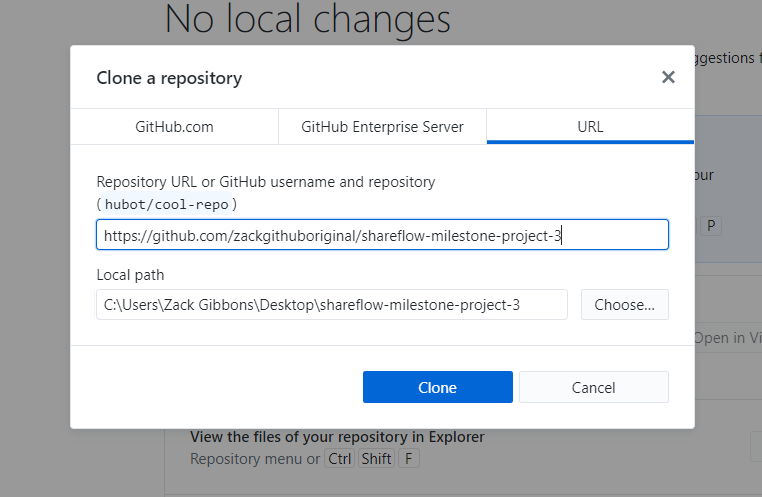 No local changes
ggestions f
Clone a repository
GitHub.com
GitHub Enterprise Server
URL
Repository URL or GitHub username and repository
(hubot/cool-repo)
our
https://github.com/zackgithuboriginal/shareflow-milestone-project-3
P
Local path
C:\Users\Zack Gibbons\Desktop\shareflow-milestone-project-3
Choose...
Open in Vi
Clone
Cancel
View the files of your repository in Explorer
Repository menu or Ctrl Shift F